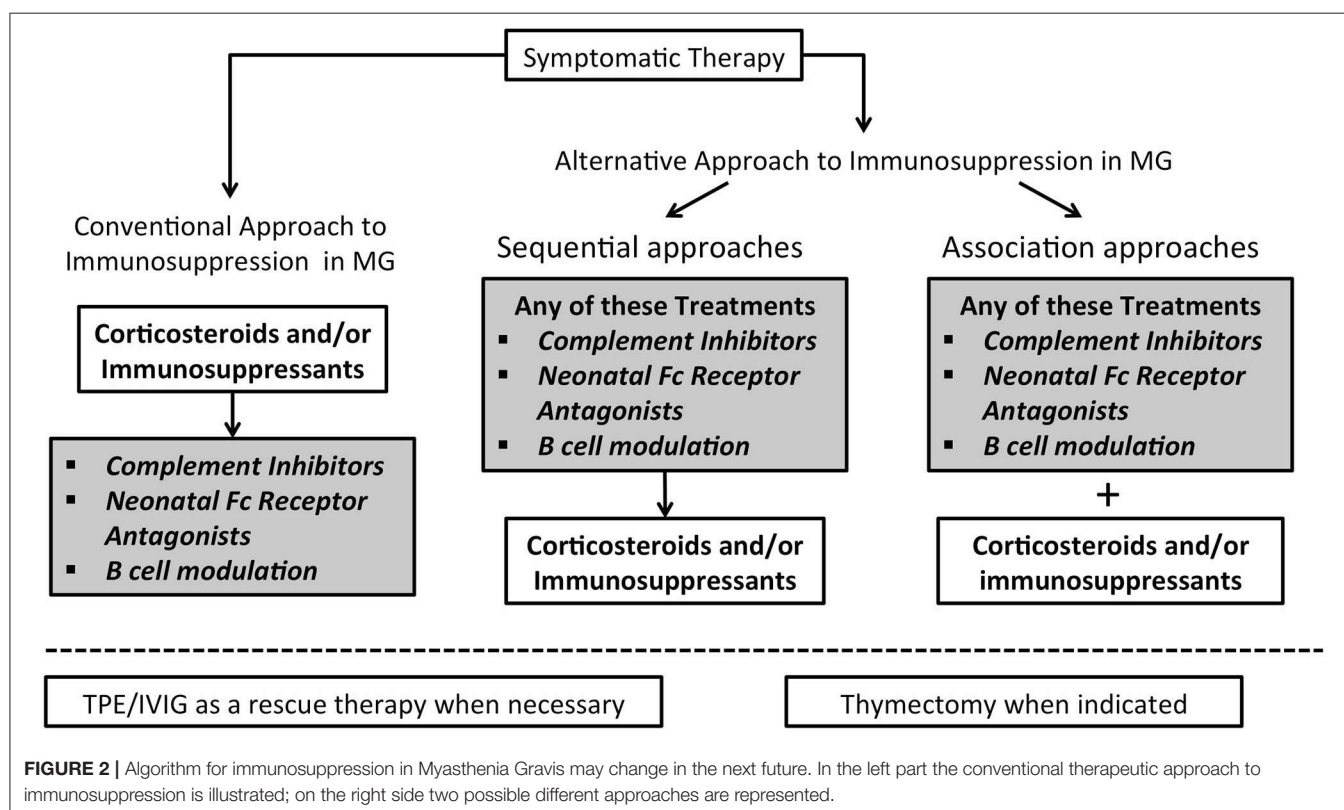 Symptomatic Therapy
Alternative Approach to Immunosuppression in MG
Conventional Approach to
Immunosuppression in MG
Corticosteroids and/or
Immunosuppressants
▪ Complement Inhibitors
▪ Neonatal Fc Receptor
Antagonists
▪ B cell modulation
Sequential approaches
Any of these Treatments
▪ Complement Inhibitors
▪ Neonatal Fc Receptor
Antagonists
▪ B cell modulation
Corticosteroids and/or
Immunosuppressants
Association approaches
Any of these Treatments
▪ Complement Inhibitors
▪ Neonatal Fc Receptor
Antagonists
▪ B cell modulation
+
Corticosteroids and/or
immunosuppressants
TPE/IVIG as a rescue therapy when necessary
Thymectomy when indicated
FIGURE 2 | Algorithm for immunosuppression in Myasthenia Gravis may change in the next future. In the left part the conventional therapeutic approach to
immunosuppression is illustrated; on the right side two possible different approaches are represented.